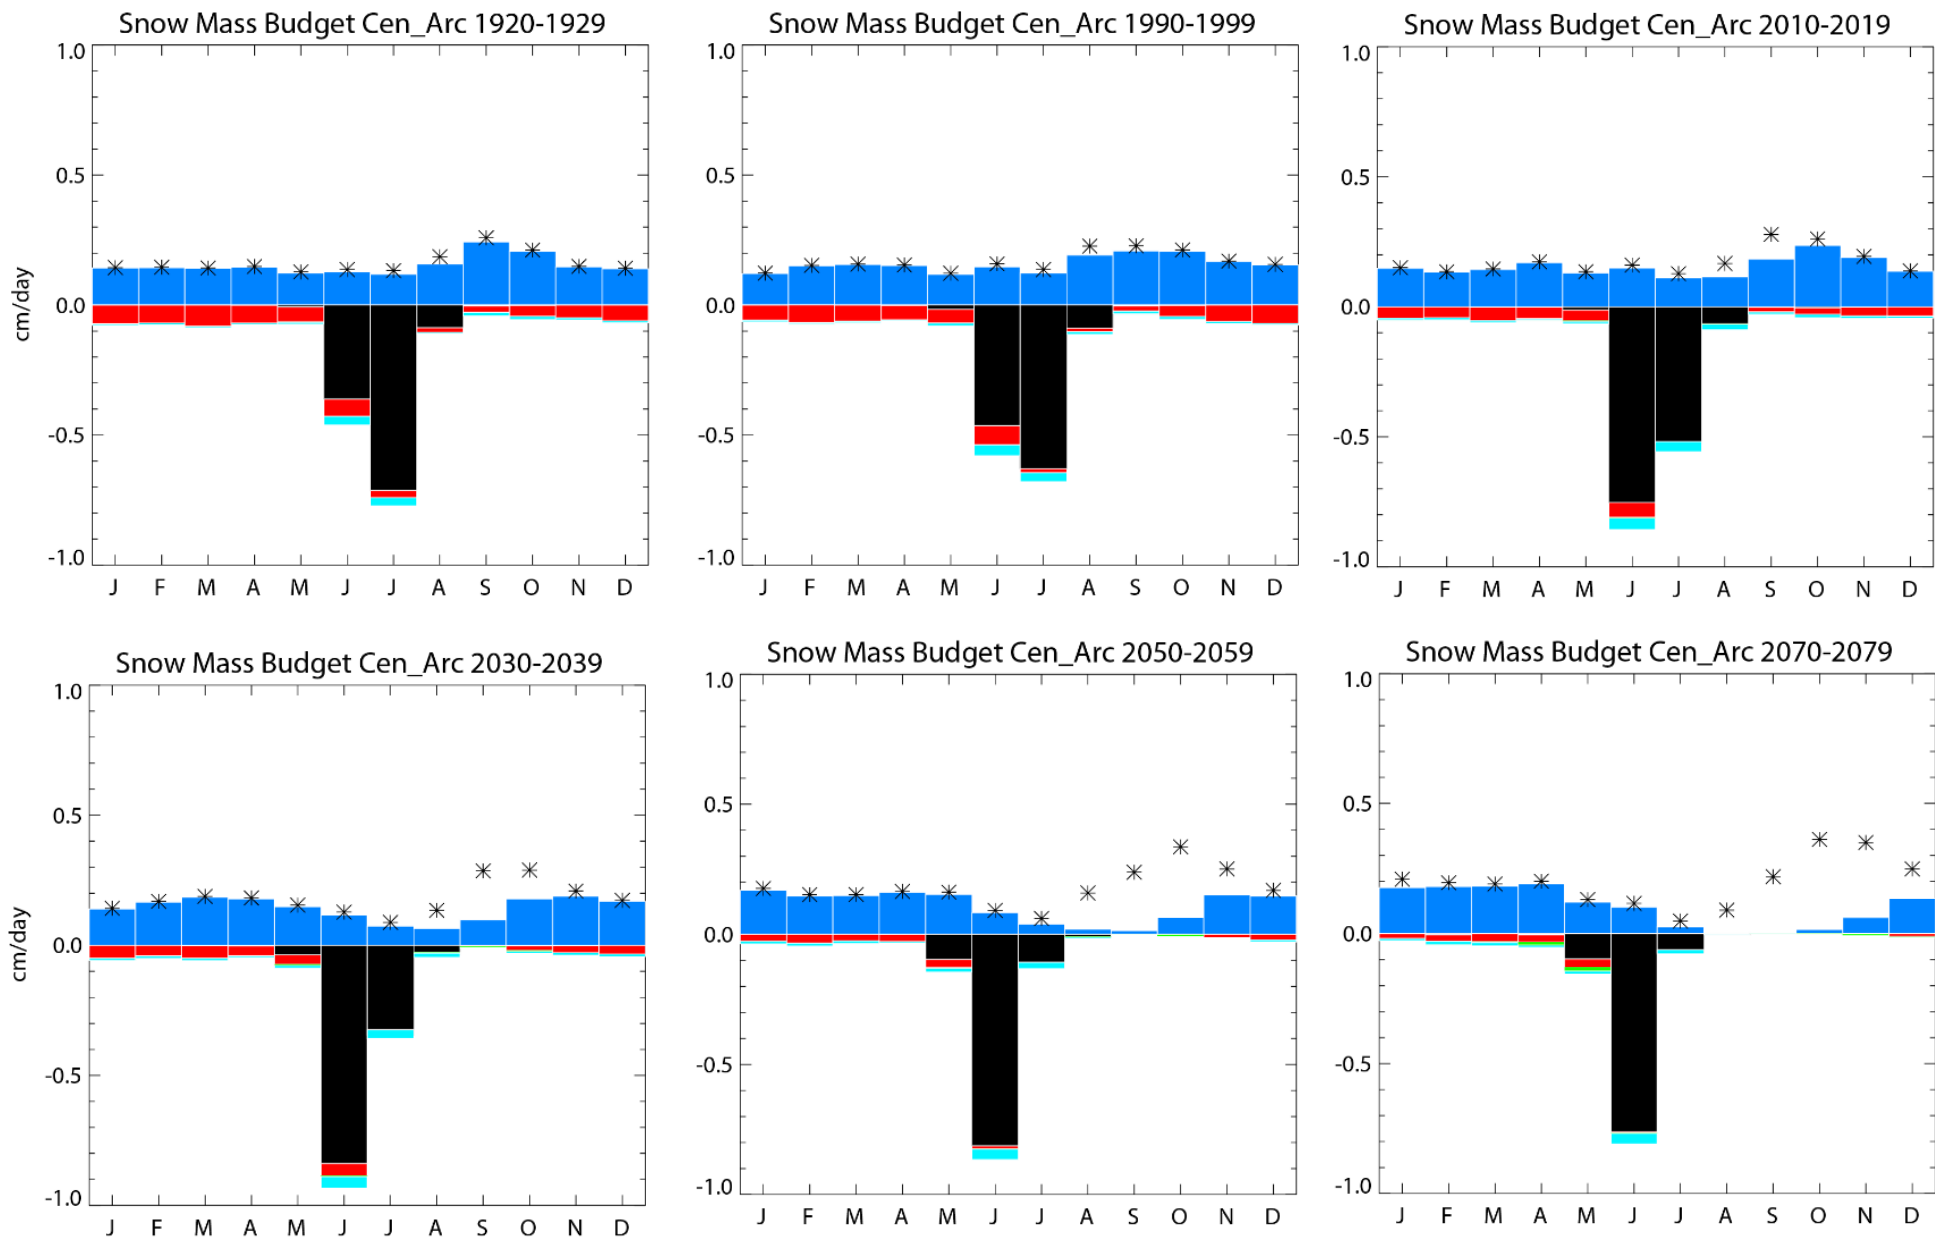 Snow Mass Budget Cen_Arc 1920-1929
1.0
0.5
0.0
-0.5
-1.0
cm/day
J F M A M J J A S O N D
Snow Mass Budget Cen_Arc 1990-1999
1.0
0.5
0.0
-0.5
-1.0
J F M A M J J A S O N D
Snow Mass Budget Cen_Arc 2010-2019
1.0
0.5
0.0
-0.5
-1.0
J F M A M J J A S O N D
Snow Mass Budget Cen_Arc 2030-2039
1.0
0.5
0.0
-0.5
-1.0
cm/day
J F M A M J J A S O N D
Snow Mass Budget Cen_Arc 2050-2059
1.0
0.5
0.0
-0.5
-1.0
J F M A M J J A S O N D
Snow Mass Budget Cen_Arc 2070-2079
1.0
0.5
0.0
-0.5
-1.0
J F M A M J J A S O N D